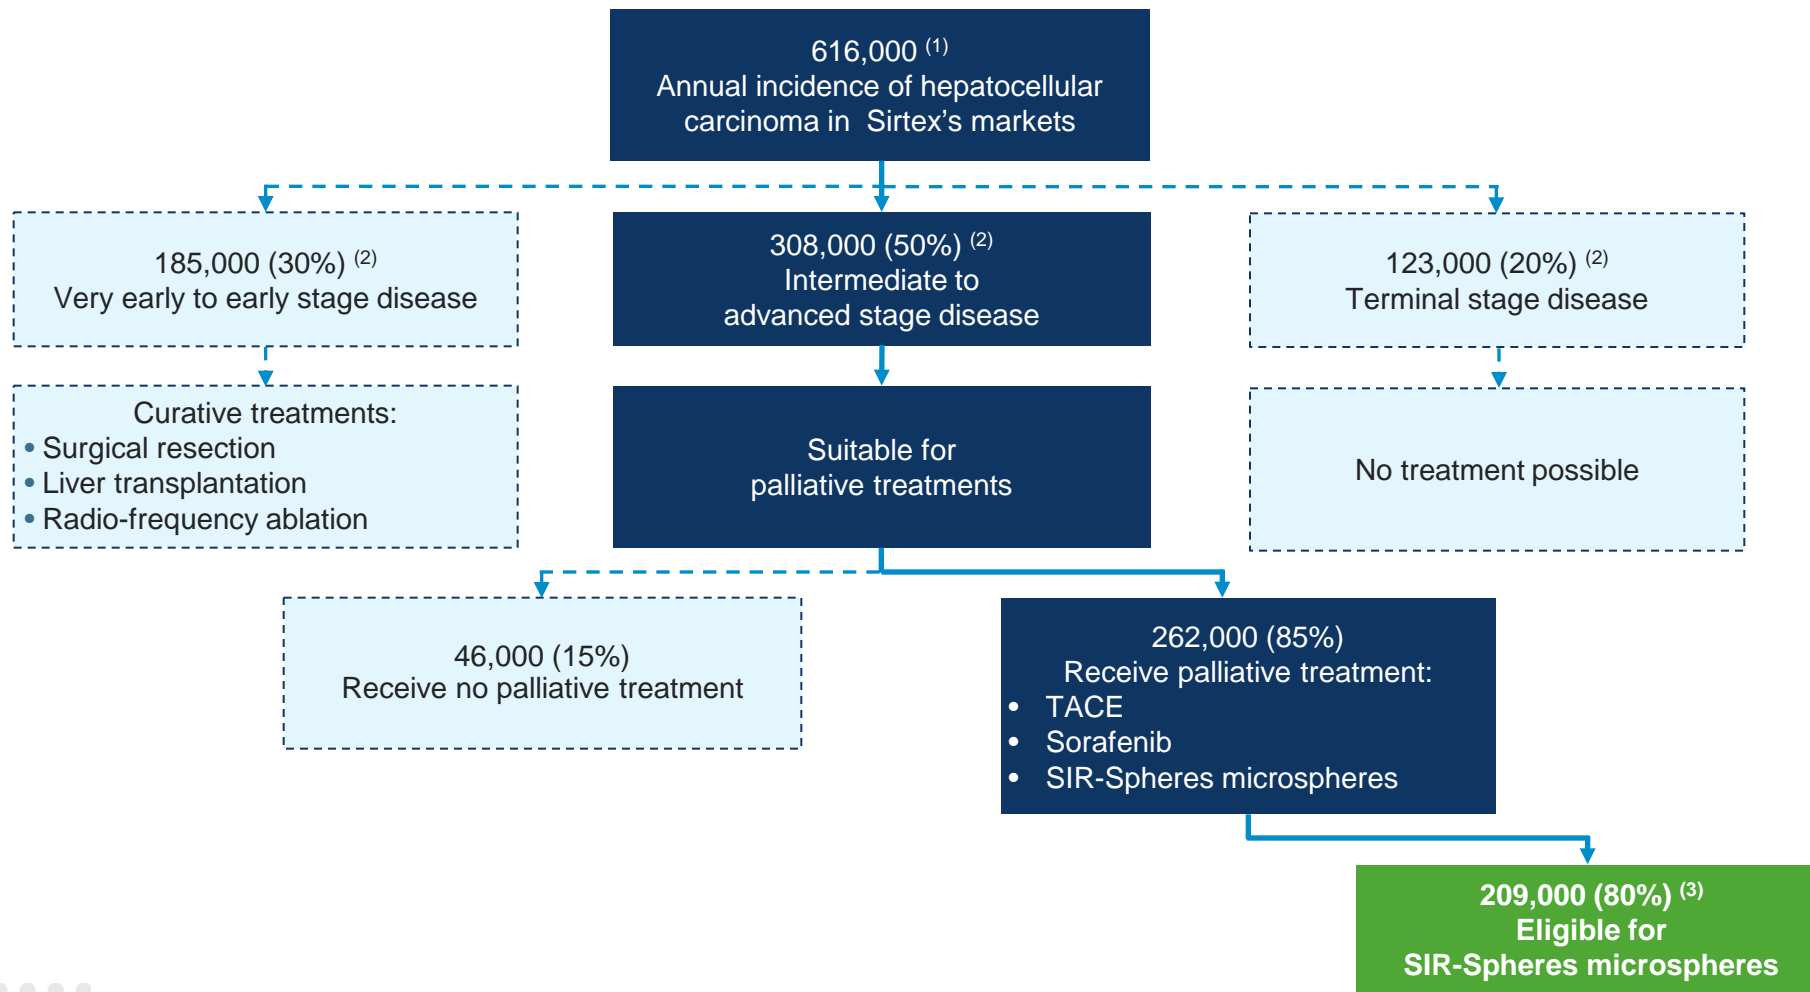 616,000 (1)
Annual incidence of hepatocellular
carcinoma in Sirtex's markets
185,000 (30%) (2)
Very early to early stage disease
308,000 (50%) (2)
Intermediate to
advanced stage disease
123,000 (20%) (2)
Terminal stage disease
Curative treatments:
• Surgical resection
• Liver transplantation
• Radio-frequency ablation
Suitable for
palliative treatments
No treatment possible
46,000 (15%)
Receive no palliative treatment
262,000 (85%)
Receive palliative treatment:
• TACE
• Sorafenib
• SIR-Spheres microspheres
209,000 (80%) (3)
Eligible for
SIR-Spheres microspheres